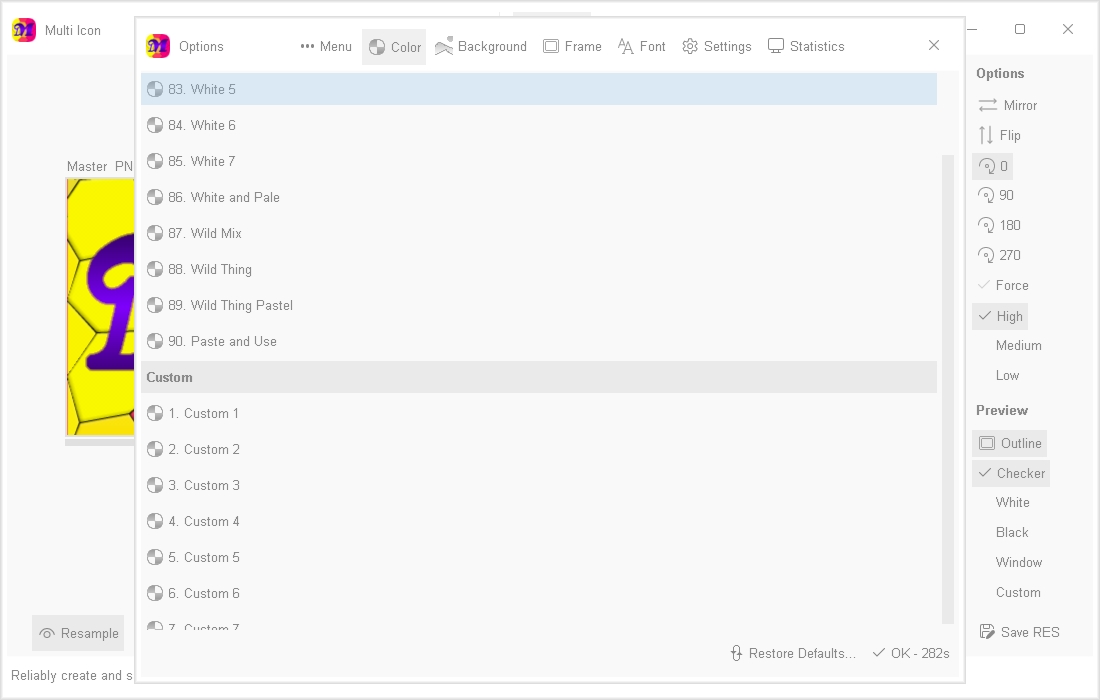 Multi Icon
Options
Menu
Color
Background
Frame
Font
Settings
Statistics
83. White 5
84. White 6
85. White 7
86. White and Pale
87. Wild Mix
88. Wild Thing
89. Wild Thing Pastel
90. Paste and Use
Custom
1. Custom 1
2. Custom 2
3. Custom 3
4. Custom 4
5. Custom 5
6. Custom 6
7. Custom 7
Restore Defaults...
OK - 282s
Master PN
Resample
Reliably create and s
Options
Mirror
Flip
0
90
180
270
Force
High
Medium
Low
Preview
Outline
Checker
White
Black
Window
Custom
Save RES